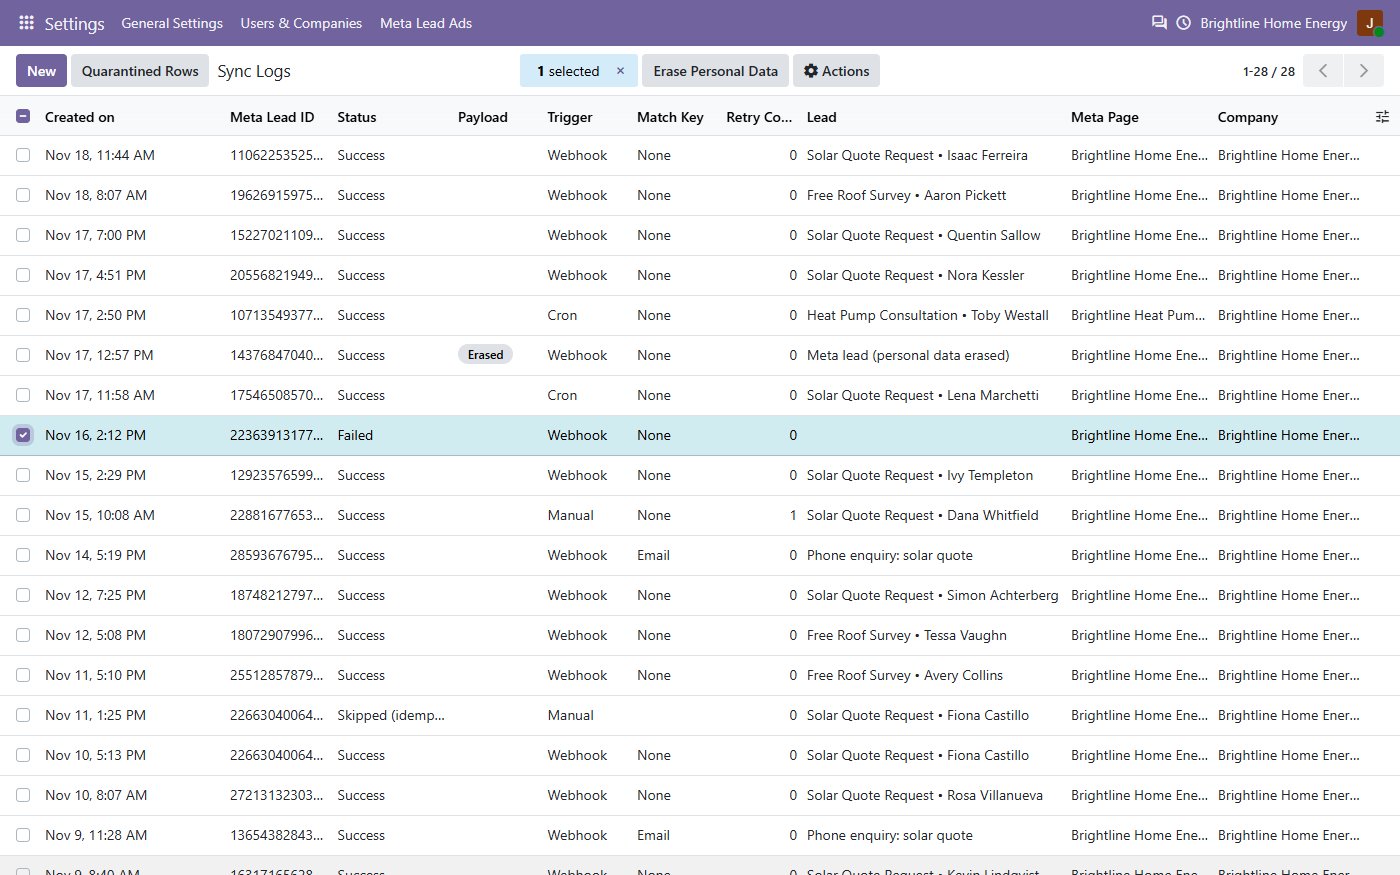 Settings General Settings Users & Companies Meta Lead Ads Brightline Home Energy J
New Quarantined Rows Sync Logs 1 selected × Erase Personal Data Actions 1-28 / 28
Created on Meta Lead ID Status Payload Trigger Match Key Retry Co... Lead Meta Page Company
Nov 18, 11:44 AM 11062253525... Success Webhook None 0 Solar Quote Request • Isaac Ferreira Brightline Home Ene... Brightline Home Ener...
Nov 18, 8:07 AM 19626915975... Success Webhook None 0 Free Roof Survey • Aaron Pickett Brightline Home Ene... Brightline Home Ener...
Nov 17, 7:00 PM 15227021109... Success Webhook None 0 Solar Quote Request • Quentin Sallow Brightline Home Ene... Brightline Home Ener...
Nov 17, 4:51 PM 20556821949... Success Webhook None 0 Solar Quote Request • Nora Kessler Brightline Home Ene... Brightline Home Ener...
Nov 17, 2:50 PM 10713549377... Success Cron None 0 Heat Pump Consultation • Toby Westall Brightline Heat Pum... Brightline Home Ener...
Nov 17, 12:57 PM 14376847040... Success Erased Webhook None 0 Meta lead (personal data erased) Brightline Home Ene... Brightline Home Ener...
Nov 17, 11:58 AM 17546508570... Success Cron None 0 Solar Quote Request • Lena Marchetti Brightline Home Ene... Brightline Home Ener...
Nov 16, 2:12 PM 22363913177... Failed Webhook None 0 Brightline Home Ene... Brightline Home Ener...
Nov 15, 2:29 PM 12923576599... Success Webhook None 0 Solar Quote Request • Ivy Templeton Brightline Home Ene... Brightline Home Ener...
Nov 15, 10:08 AM 22881677653... Success Manual None 1 Solar Quote Request • Dana Whitfield Brightline Home Ene... Brightline Home Ener...
Nov 14, 5:19 PM 28593676795... Success Webhook Email 0 Phone enquiry: solar quote Brightline Home Ene... Brightline Home Ener...
Nov 12, 7:25 PM 18748212797... Success Webhook None 0 Solar Quote Request • Simon Achterberg Brightline Home Ene... Brightline Home Ener...
Nov 12, 5:08 PM 18072907996... Success Webhook None 0 Free Roof Survey • Tessa Vaughn Brightline Home Ene... Brightline Home Ener...
Nov 11, 5:10 PM 25512857879... Success Webhook None 0 Free Roof Survey • Avery Collins Brightline Home Ene... Brightline Home Ener...
Nov 11, 1:25 PM 22663040064... Skipped (idemp... Manual 0 Solar Quote Request • Fiona Castillo Brightline Home Ene... Brightline Home Ener...
Nov 10, 5:13 PM 22663040064... Success Webhook None 0 Solar Quote Request • Fiona Castillo Brightline Home Ene... Brightline Home Ener...
Nov 10, 8:07 AM 27213132303... Success Webhook None 0 Solar Quote Request • Rosa Villanueva Brightline Home Ene... Brightline Home Ener...
Nov 9, 11:28 AM 13654382843... Success Webhook Email 0 Phone enquiry: solar quote Brightline Home Ene... Brightline Home Ener...
Nov 9, 8:40 AM 16317165628... Success Webhook None 0 Solar Quote Request • Kevin Lindqvist Brightline Home Ene... Brightline Home Ener...